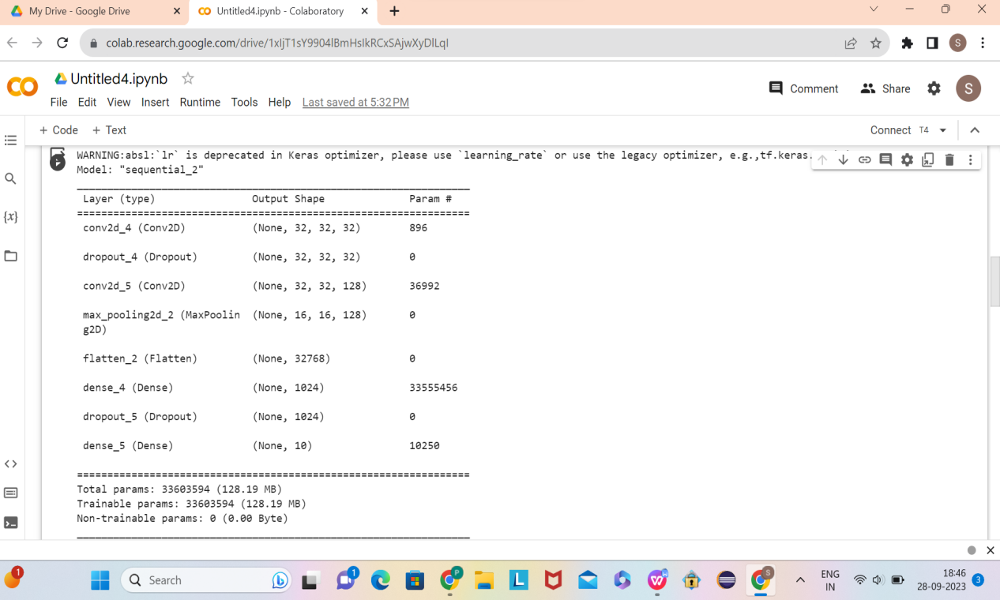 My Drive - Google Drive
Untitled4.ipynb - Colaboratory
colab.research.google.com/drive/1xIjT1sY9904lBmHsIkRCxSAjwXyDlLqI
S
Untitled4.ipynb
File Edit View Insert Runtime Tools Help Last saved at 5:32 PM
Comment Share S
+ Code + Text
Connect T4
WARNING:absl:`lr` is deprecated in Keras optimizer, please use `learning_rate` or use the legacy optimizer, e.g.,tf.keras.
Model: "sequential_2"
Layer (type) Output Shape Param #
conv2d_4 (Conv2D) (None, 32, 32, 32) 896
dropout_4 (Dropout) (None, 32, 32, 32) 0
conv2d_5 (Conv2D) (None, 32, 32, 128) 36992
max_pooling2d_2 (MaxPoolin (None, 16, 16, 128) 0
g2D)
flatten_2 (Flatten) (None, 32768) 0
dense_4 (Dense) (None, 1024) 33555456
dropout_5 (Dropout) (None, 1024) 0
dense_5 (Dense) (None, 10) 10250
Total params: 33603594 (128.19 MB)
Trainable params: 33603594 (128.19 MB)
Non-trainable params: 0 (0.00 Byte)
{x}
1
Search
1
P
L
W
S
ENG
IN
18:46
28-09-2023
3